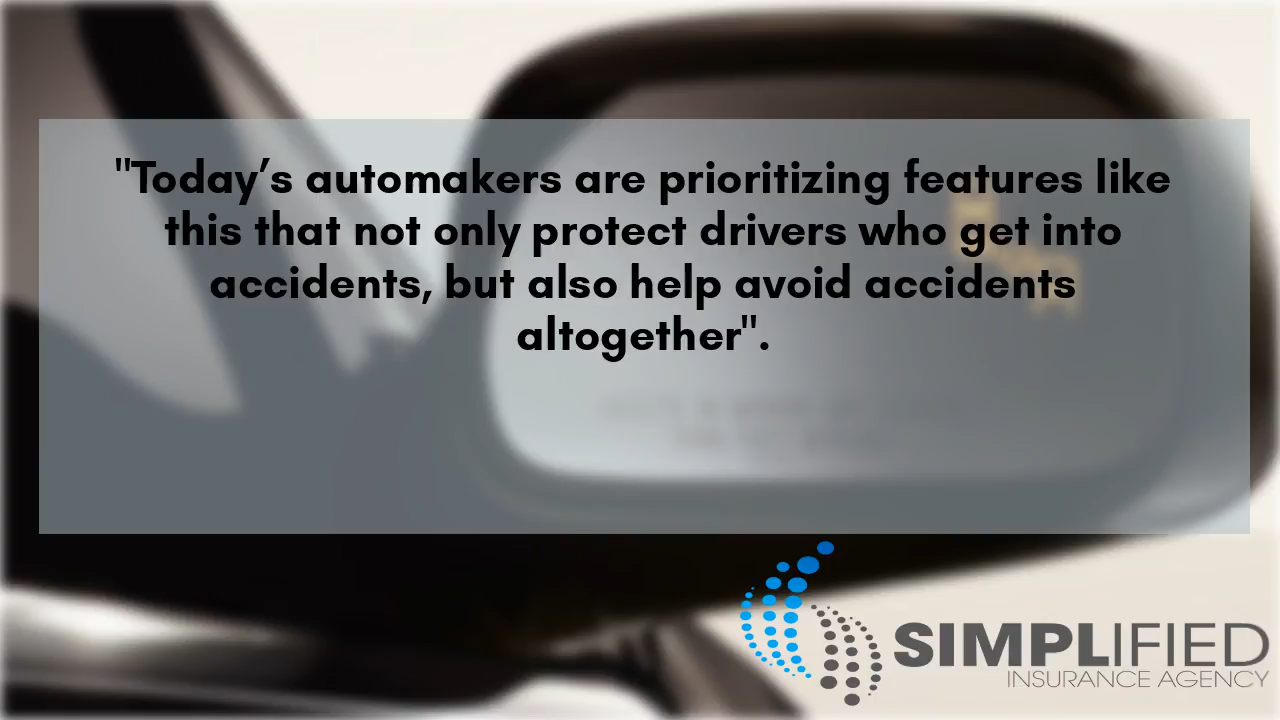 "Today’s automakers are prioritizing features like
this that not only protect drivers who get into
accidents, but also help avoid accidents
altogether".
SIMPLIFIED
INSURANCE AGENCY